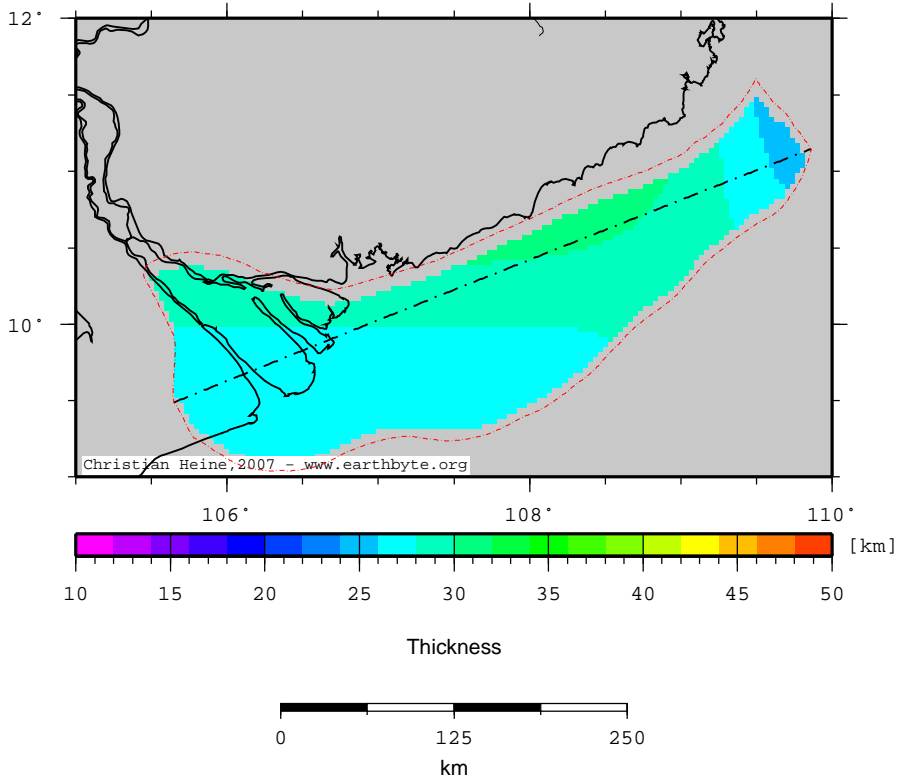 12°
10°
Christian Heine,2007 - www.earthbyte.org
106° 108° 110°
[km]
10 15 20 25 30 35 40 45 50
Thickness
0 125 250
km